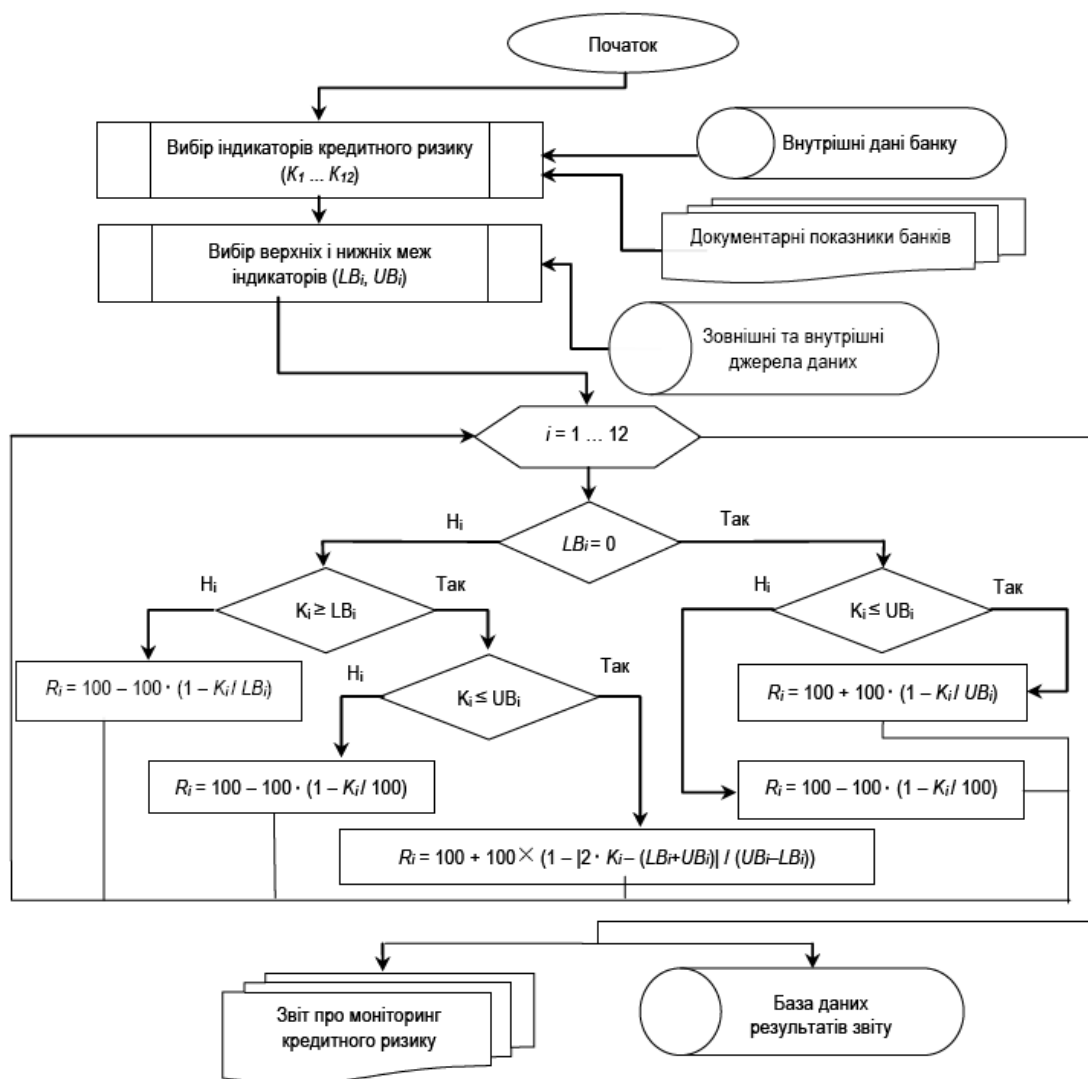 Початок
Вибір індикаторів кредитного ризику
(K₁ ... K₁₂)
Внутрішні дані банку
Документарні показники банків
Вибір верхніх і нижніх меж
індикаторів (LBᵢ, UBᵢ)
Зовнішні та внутрішні
джерела даних
i = 1 ... 12
Ні
LBᵢ = 0
Так
Ні
Kᵢ ≥ LBᵢ
Так
Ні
Kᵢ ≤ UBᵢ
Так
Rᵢ = 100 – 100 · (1 – Kᵢ / LBᵢ)
Ні
Kᵢ ≤ UBᵢ
Так
Rᵢ = 100 + 100 · (1 – Kᵢ / UBᵢ)
Rᵢ = 100 – 100 · (1 – Kᵢ / 100)
Rᵢ = 100 – 100 · (1 – Kᵢ / 100)
Rᵢ = 100 + 100 × (1 – |2 · Kᵢ – (LBᵢ+UBᵢ)| / (UBᵢ–LBᵢ))
Звіт про моніторинг
кредитного ризику
База даних
результатів звіту